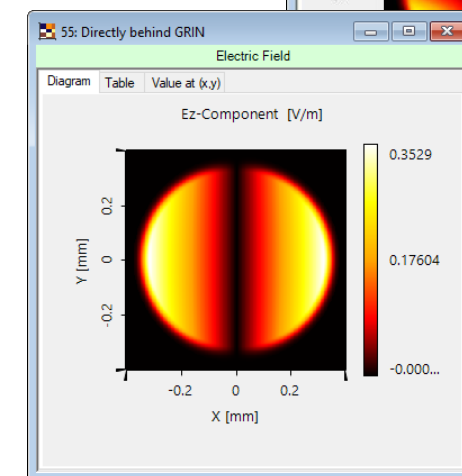 55: Directly behind GRIN
Electric Field
Diagram Table Value at (x,y)
Ez-Component [V/m]
0.3529
0.17604
-0.000...
0.2
0
-0.2
Y [mm]
-0.2 0 0.2
X [mm]